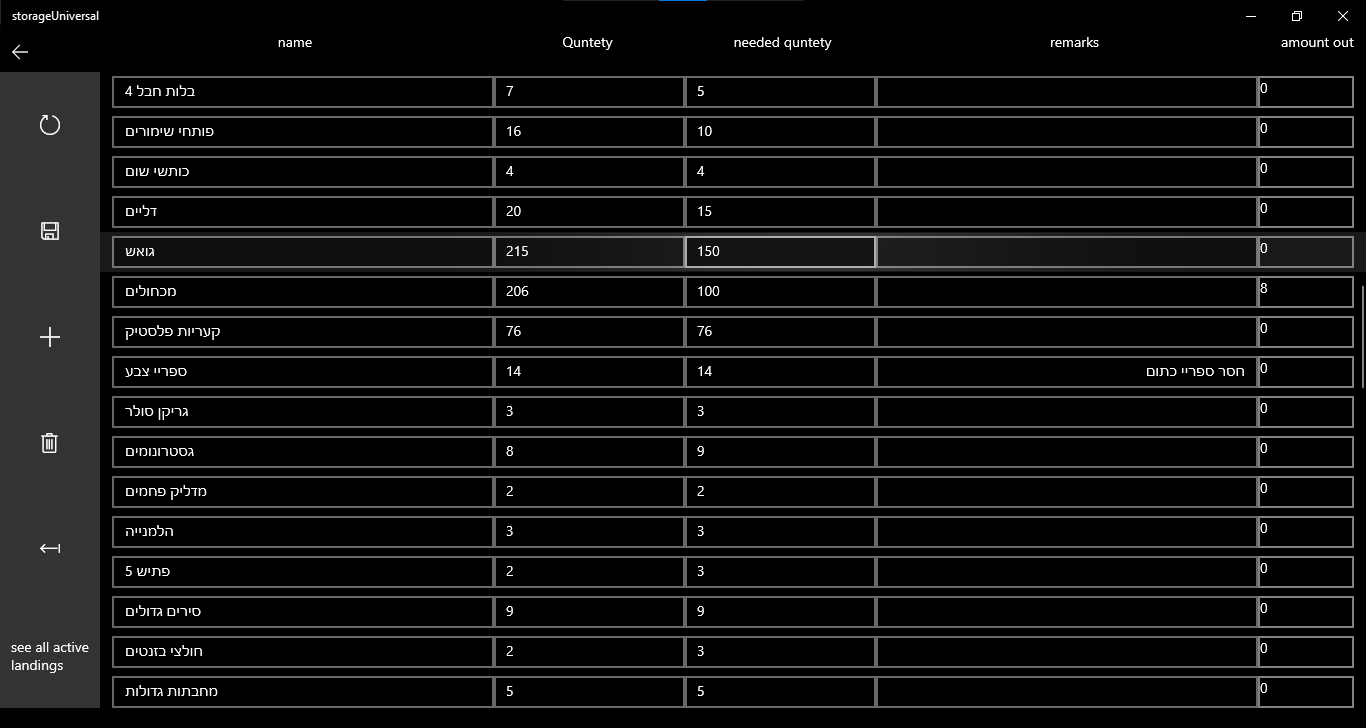 storageUniversal
name Quntety needed quntety remarks amount out
בלות חבל 4 7 5 0
פותחי שימורים 16 10 0
כותשי שום 4 4 0
דליים 20 15 0
גואש 215 150 0
מכחולים 206 100 8
קעריות פלסטיק 76 76 0
ספריי צבע 14 14 חסר ספריי כתום 0
גריקן סולר 3 3 0
גסטרונומים 8 9 0
מדליק פחמים 2 2 0
הלמנייה 3 3 0
פתיש 5 2 3 0
סירים גדולים 9 9 0
חולצי בזנטים 2 3 0
מחבתות גדולות 5 5 0
see all active
landings